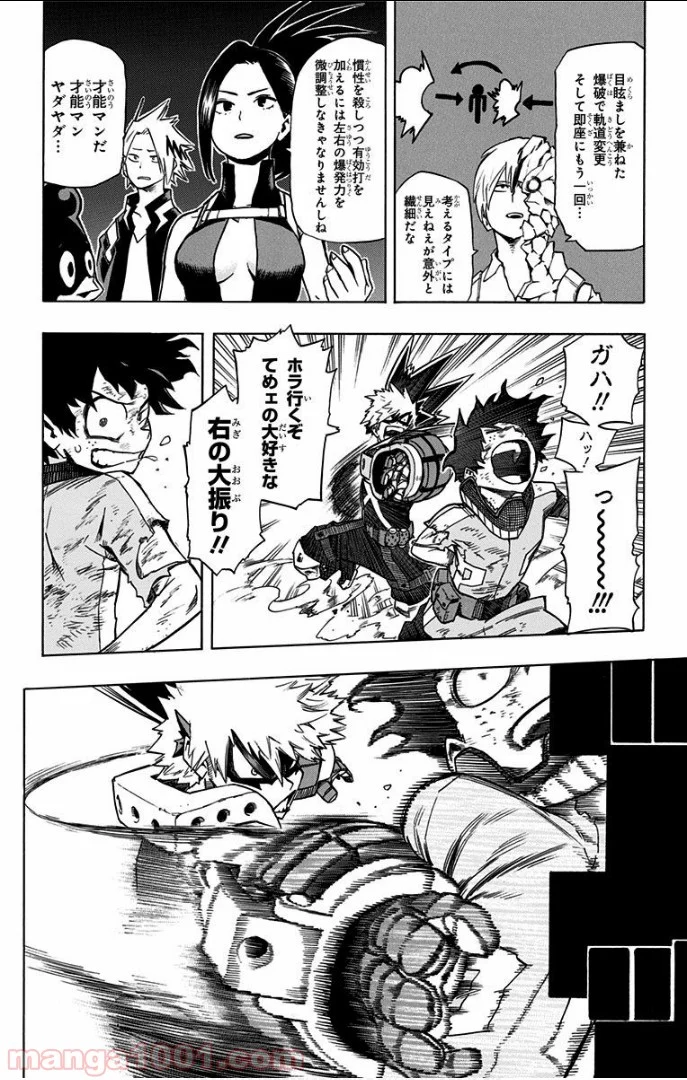 目眩ましを兼ねた
爆破で軌道変更
そして即座にもう一回…
考えるタイプには
見えねえが意外と
繊細だな
慣性を殺しつつ有効打を
加えるには左右の爆発力を
微調整しなきゃなりませんしね
才能マンだ
才能マン
ヤダヤダ…
ガハ!!
ハッ!
つ〜〜〜〜!!!
ホラ行くぞ
てめェの大好きな
右の大振り!!
manga1001.com